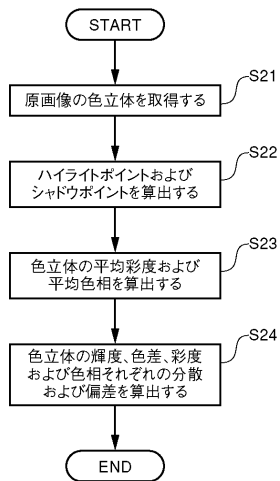 START
S21
原画像の色立体を取得する
S22
ハイライトポイントおよび
シャドウポイントを算出する
S23
色立体の平均彩度および
平均色相を算出する
S24
色立体の輝度、色差、彩度
および色相それぞれの分散
および偏差を算出する
END